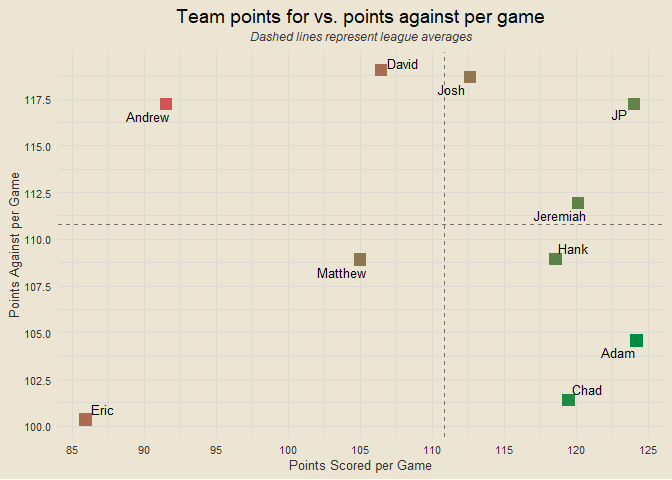 Team points for vs. points against per game
Dashed lines represent league averages
David
Josh
Andrew
JP
Jeremiah
Hank
Matthew
Adam
Chad
Eric
Points Against per Game
117.5
115.0
112.5
110.0
107.5
105.0
102.5
100.0
85 90 95 100 105 110 115 120 125
Points Scored per Game